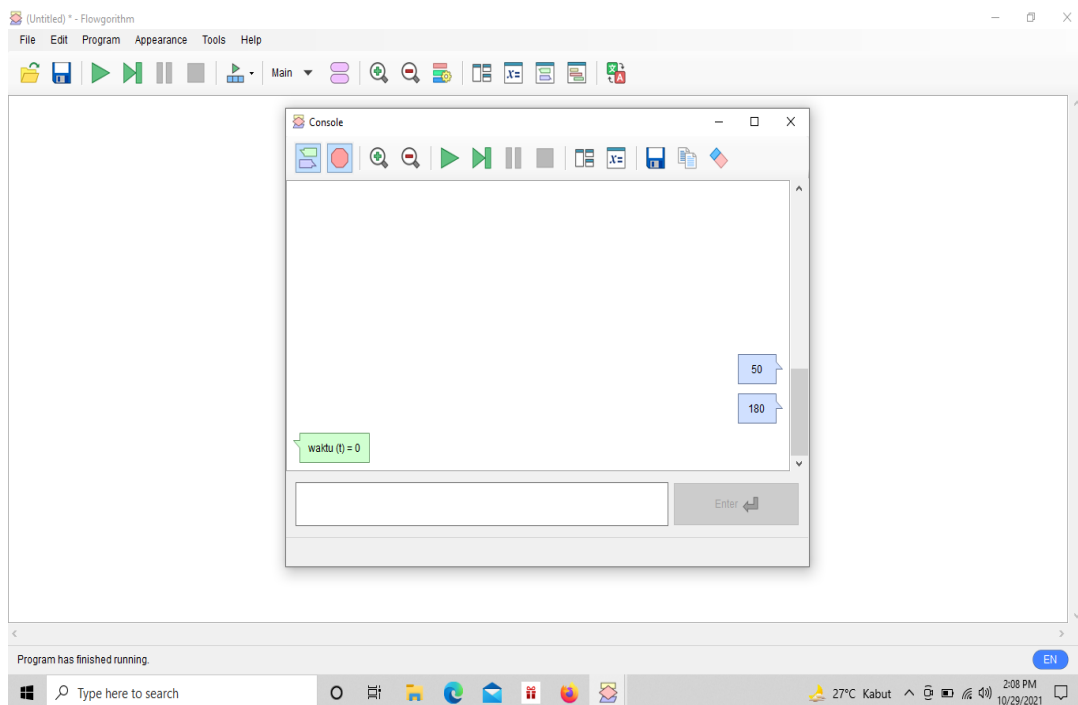 (Untitled) * - Flowgorithm
File Edit Program Appearance Tools Help
Main
x=
Console
x=
50
180
waktu (t) = 0
Enter
Program has finished running.
EN
Type here to search
27°C Kabut
2:08 PM
10/29/2021